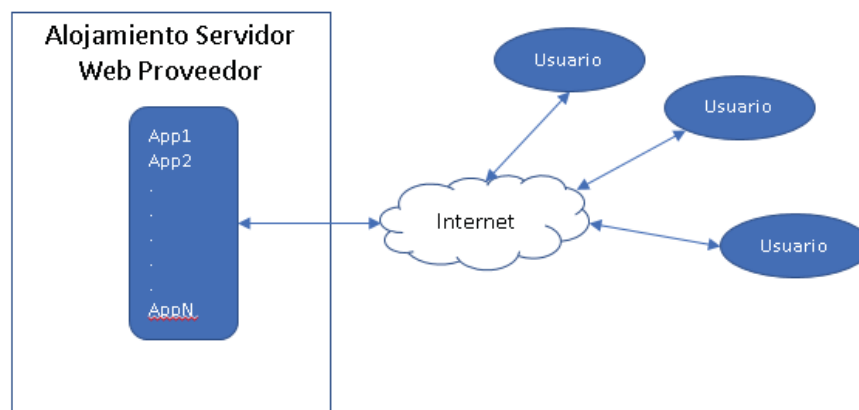 Alojamiento Servidor
Web Proveedor
App1
App2
.
.
.
.
.
AppN
Internet
Usuario
Usuario
Usuario